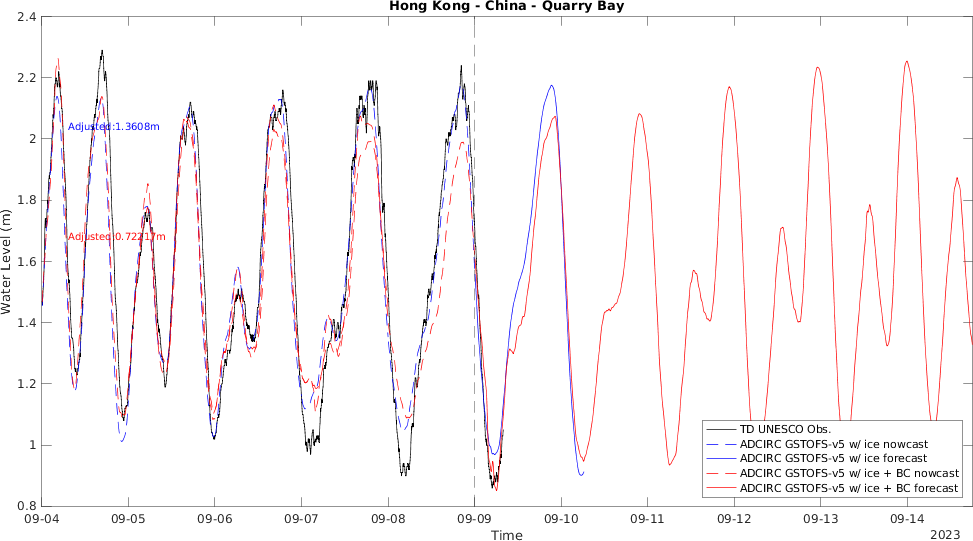 Hong Kong - China - Quarry Bay
2.4
2.2
2
1.8
1.6
1.4
1.2
1
0.8
Water Level (m)
Adjusted:1.3608m
Adjusted:0.72217m
TD UNESCO Obs.
ADCIRC GSTOFS-v5 w/ ice nowcast
ADCIRC GSTOFS-v5 w/ ice forecast
ADCIRC GSTOFS-v5 w/ ice + BC nowcast
ADCIRC GSTOFS-v5 w/ ice + BC forecast
09-04 09-05 09-06 09-07 09-08 09-09 09-10 09-11 09-12 09-13 09-14
Time
2023